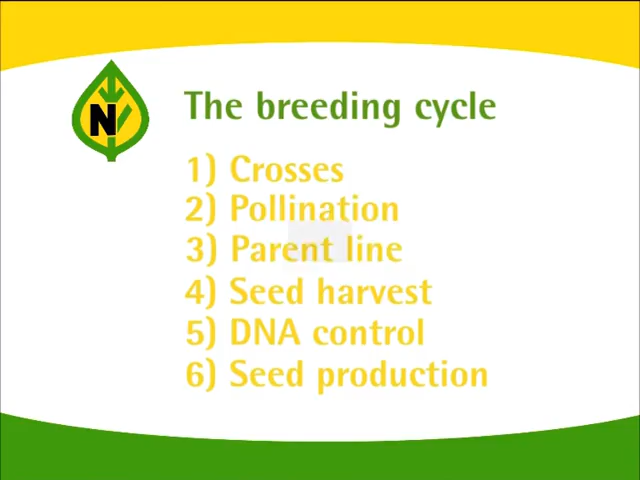 N
The breeding cycle
1) Crosses
2) Pollination
3) Parent line
4) Seed harvest
5) DNA control
6) Seed production